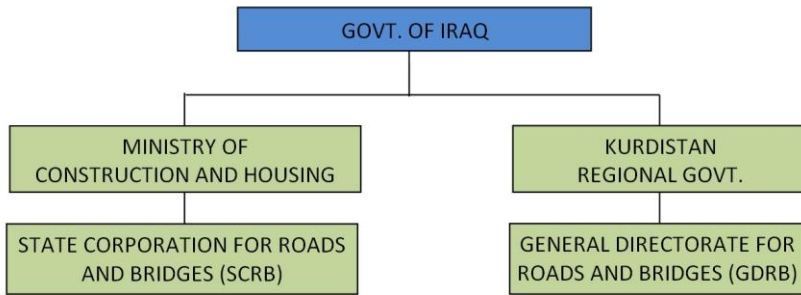 GOVT. OF IRAQ
MINISTRY OF
CONSTRUCTION AND HOUSING
KURDISTAN
REGIONAL GOVT.
STATE CORPORATION FOR ROADS
AND BRIDGES (SCRB)
GENERAL DIRECTORATE FOR
ROADS AND BRIDGES (GDRB)